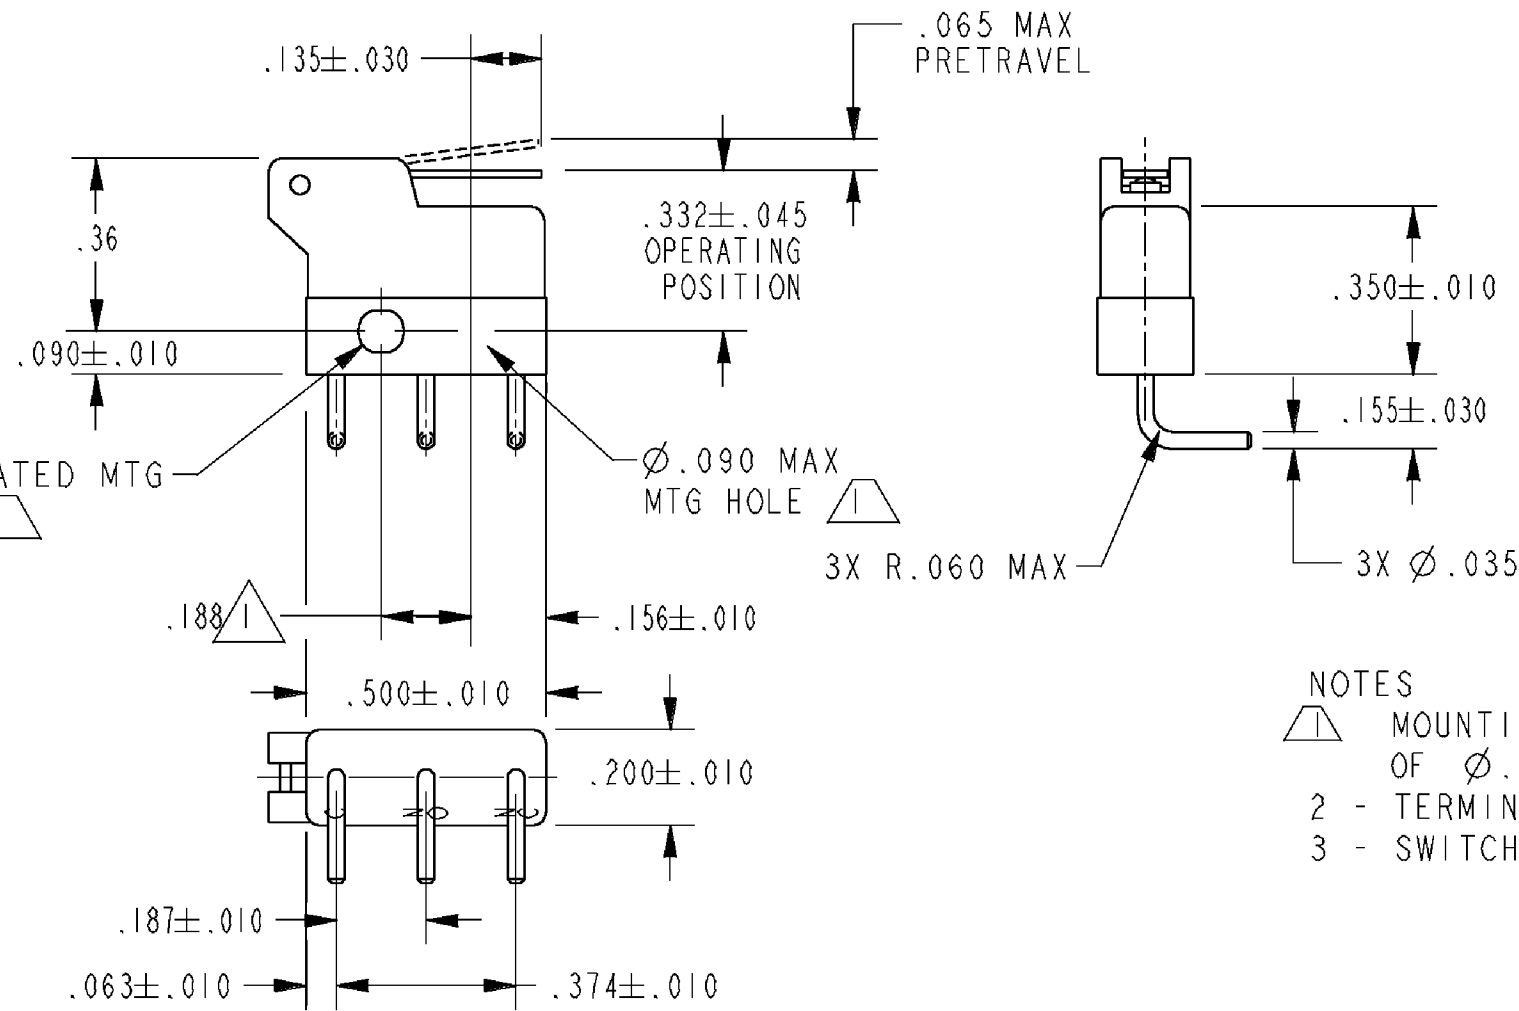 .065 MAX
PRETRAVEL
.135±.030
.36
.332±.045
OPERATING
POSITION
.350±.010
.090±.010
.155±.030
ATED MTG
Ø.090 MAX
MTG HOLE 1
3X R.060 MAX
3X Ø.035
.188 1
.156±.010
.500±.010
NOTES
1 MOUNTI
OF Ø.
2 - TERMIN
3 - SWITCH
.200±.010
C NO NC
.187±.010
.063±.010
.374±.010